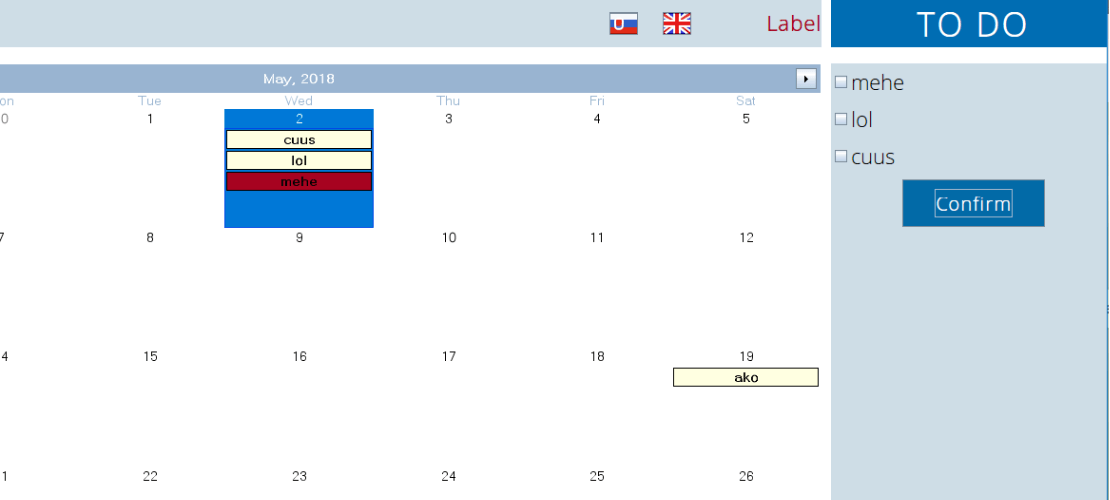 Label
TO DO
May, 2018
on Tue Wed Thu Fri Sat
0 1 2 3 4 5
cuus
lol
mehe
7 8 9 10 11 12
4 15 16 17 18 19
ako
1 22 23 24 25 26
mehe
lol
cuus
Confirm